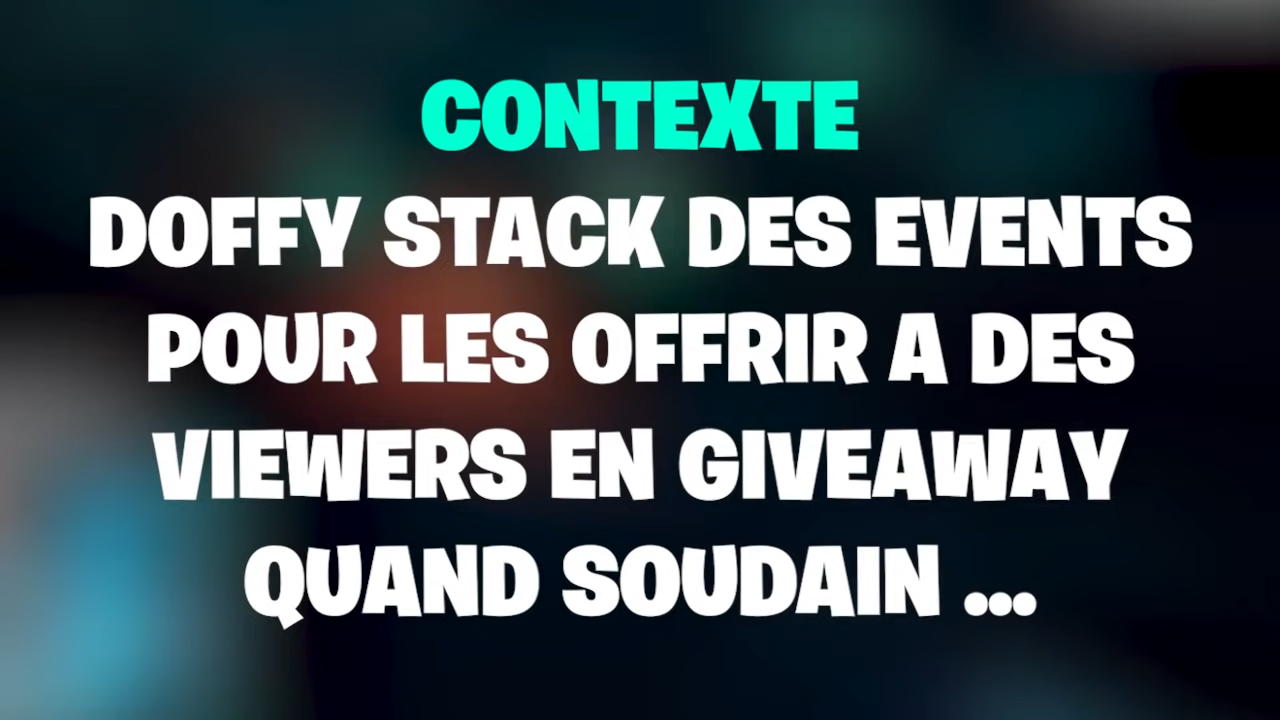 CONTEXTE
DOFFY STACK DES EVENTS
POUR LES OFFRIR A DES
VIEWERS EN GIVEAWAY
QUAND SOUDAIN ...